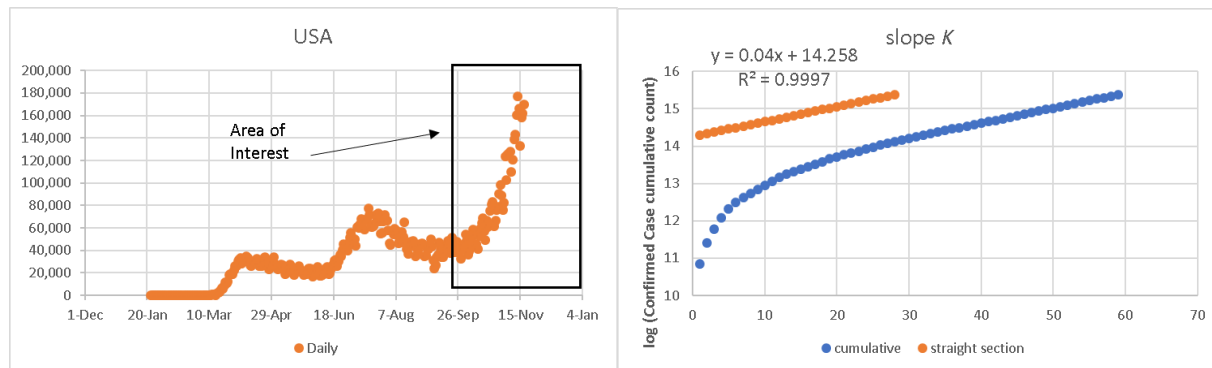 USA
200,000
180,000
160,000
140,000
120,000
100,000
80,000
60,000
40,000
20,000
0
Area of
Interest
1-Dec 20-Jan 10-Mar 29-Apr 18-Jun 7-Aug 26-Sep 15-Nov 4-Jan
Daily
slope K
y = 0.04x + 14.258
R² = 0.9997
log (Confirmed Case cumulative count)
16
15
14
13
12
11
10
0 10 20 30 40 50 60 70
cumulative straight section